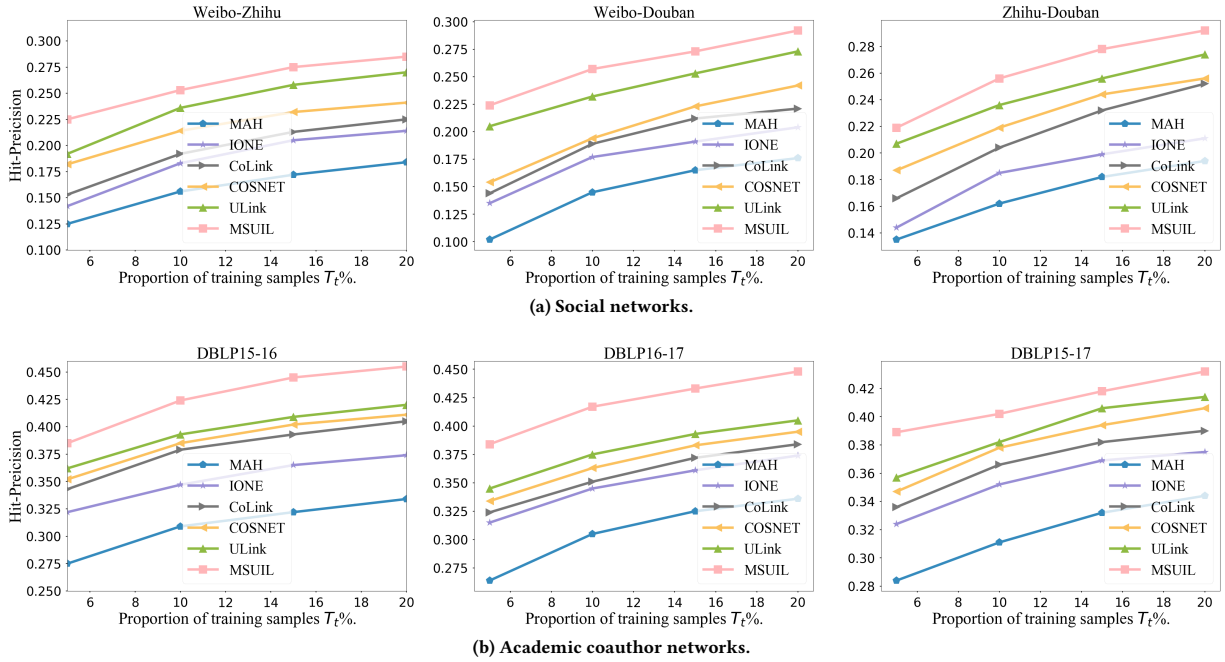 Weibo-Zhihu
Weibo-Douban
Zhihu-Douban
Hit-Preicision
0.300
0.275
0.250
0.225
0.200
0.175
0.150
0.125
0.100
MAH
IONE
CoLink
COSNET
ULink
MSUIL
6 8 10 12 14 16 18 20
Proportion of training samples Tt%.
0.300
0.275
0.250
0.225
0.200
0.175
0.150
0.125
0.100
MAH
IONE
CoLink
COSNET
ULink
MSUIL
6 8 10 12 14 16 18 20
Proportion of training samples Tt%.
0.28
0.26
0.24
0.22
0.20
0.18
0.16
0.14
MAH
IONE
CoLink
COSNET
ULink
MSUIL
6 8 10 12 14 16 18 20
Proportion of training samples Tt%.
(a) Social networks.
DBLP15-16
DBLP16-17
DBLP15-17
Hit-Preicision
0.450
0.425
0.400
0.375
0.350
0.325
0.300
0.275
0.250
MAH
IONE
CoLink
COSNET
ULink
MSUIL
6 8 10 12 14 16 18 20
Proportion of training samples Tt%.
0.450
0.425
0.400
0.375
0.350
0.325
0.300
0.275
MAH
IONE
CoLink
COSNET
ULink
MSUIL
6 8 10 12 14 16 18 20
Proportion of training samples Tt%.
0.42
0.40
0.38
0.36
0.34
0.32
0.30
0.28
MAH
IONE
CoLink
COSNET
ULink
MSUIL
6 8 10 12 14 16 18 20
Proportion of training samples Tt%.
(b) Academic coauthor networks.